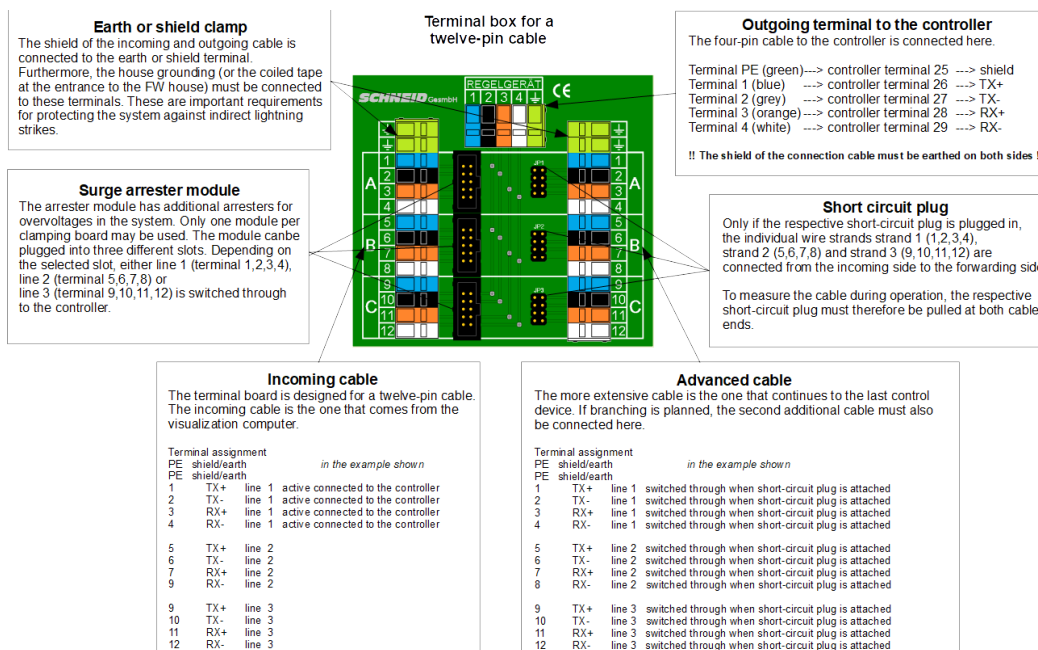 Terminal box for a
twelve-pin cable
Earth or shield clamp
The shield of the incoming and outgoing cable is
connected to the earth or shield terminal.
Furthermore, the house grounding (or the coiled tape
at the entrance to the FW house) must be connected
to these terminals. These are important requirements
for protecting the system against indirect lightning
strikes.
Outgoing terminal to the controller
The four-pin cable to the controller is connected here.
Terminal PE (green)---> controller terminal 25 ---> shield
Terminal 1 (blue) ---> controller terminal 26 ---> TX+
Terminal 2 (grey) ---> controller terminal 27 ---> TX-
Terminal 3 (orange)---> controller terminal 28 ---> RX+
Terminal 4 (white) ---> controller terminal 29 ---> RX-
!! The shield of the connection cable must be earthed on both sides !
Surge arrester module
The arrester module has additional arresters for
overvoltages in the system. Only one module per
clamping board may be used. The module canbe
plugged into three different slots. Depending on
the selected slot, either line 1 (terminal 1,2,3,4),
line 2 (terminal 5,6,7,8) or
line 3 (terminal 9,10,11,12) is switched through
to the controller.
SCHNEID GesmbH
REGELGERÄT
1 2 3 4
CE
A
1
2
3
4
B
5
6
7
8
C
9
10
11
12
JP1
JP2
JP3
1
2
3
4
A
5
6
7
8
B
9
10
11
12
C
Short circuit plug
Only if the respective short-circuit plug is plugged in,
the individual wire strands strand 1 (1,2,3,4),
strand 2 (5,6,7,8) and strand 3 (9,10,11,12) are
connected from the incoming side to the forwarding side
To measure the cable during operation, the respective
short-circuit plug must therefore be pulled at both cable
ends.
Incoming cable
The terminal board is designed for a twelve-pin cable.
The incoming cable is the one that comes from the
visualization computer.
Terminal assignment
PE shield/earth in the example shown
PE shield/earth
1 TX+ line 1 active connected to the controller
2 TX- line 1 active connected to the controller
3 RX+ line 1 active connected to the controller
4 RX- line 1 active connected to the controller
5 TX+ line 2
6 TX- line 2
7 RX+ line 2
9 RX- line 2
9 TX+ line 3
10 TX- line 3
11 RX+ line 3
12 RX- line 3
Advanced cable
The more extensive cable is the one that continues to the last control
device. If branching is planned, the second additional cable must also
be connected here.
Terminal assignment
PE shield/earth in the example shown
PE shield/earth
1 TX+ line 1 switched through when short-circuit plug is attached
2 TX- line 1 switched through when short-circuit plug is attached
3 RX+ line 1 switched through when short-circuit plug is attached
4 RX- line 1 switched through when short-circuit plug is attached
5 TX+ line 2 switched through when short-circuit plug is attached
6 TX- line 2 switched through when short-circuit plug is attached
7 RX+ line 2 switched through when short-circuit plug is attached
8 RX- line 2 switched through when short-circuit plug is attached
9 TX+ line 3 switched through when short-circuit plug is attached
10 TX- line 3 switched through when short-circuit plug is attached
11 RX+ line 3 switched through when short-circuit plug is attached
12 RX- line 3 switched through when short-circuit plug is attached